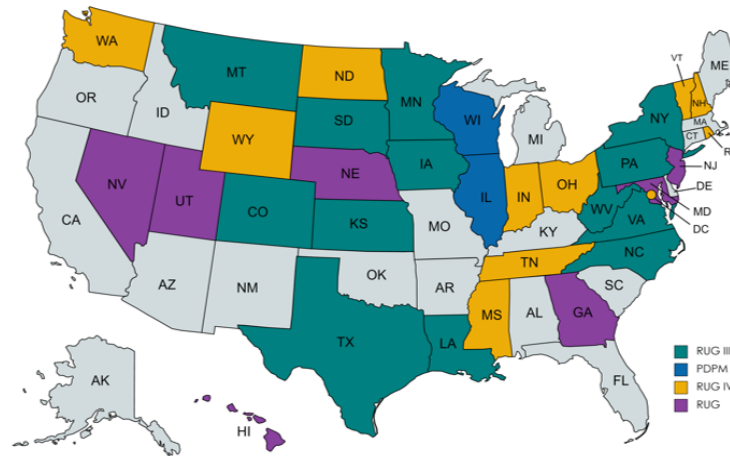 WA
MT
ND
MN
OR
ID
WY
SD
WI
MI
ME
VT
NH
MA
CT
R
NY
NJ
PA
DE
MD
DC
NV
UT
NE
IA
IL
IN
OH
CA
CO
KS
MO
KY
WV
VA
NC
TN
AZ
NM
OK
AR
SC
MS
AL
GA
TX
LA
FL
AK
HI
RUG III
PDPM
RUG IV
RUG